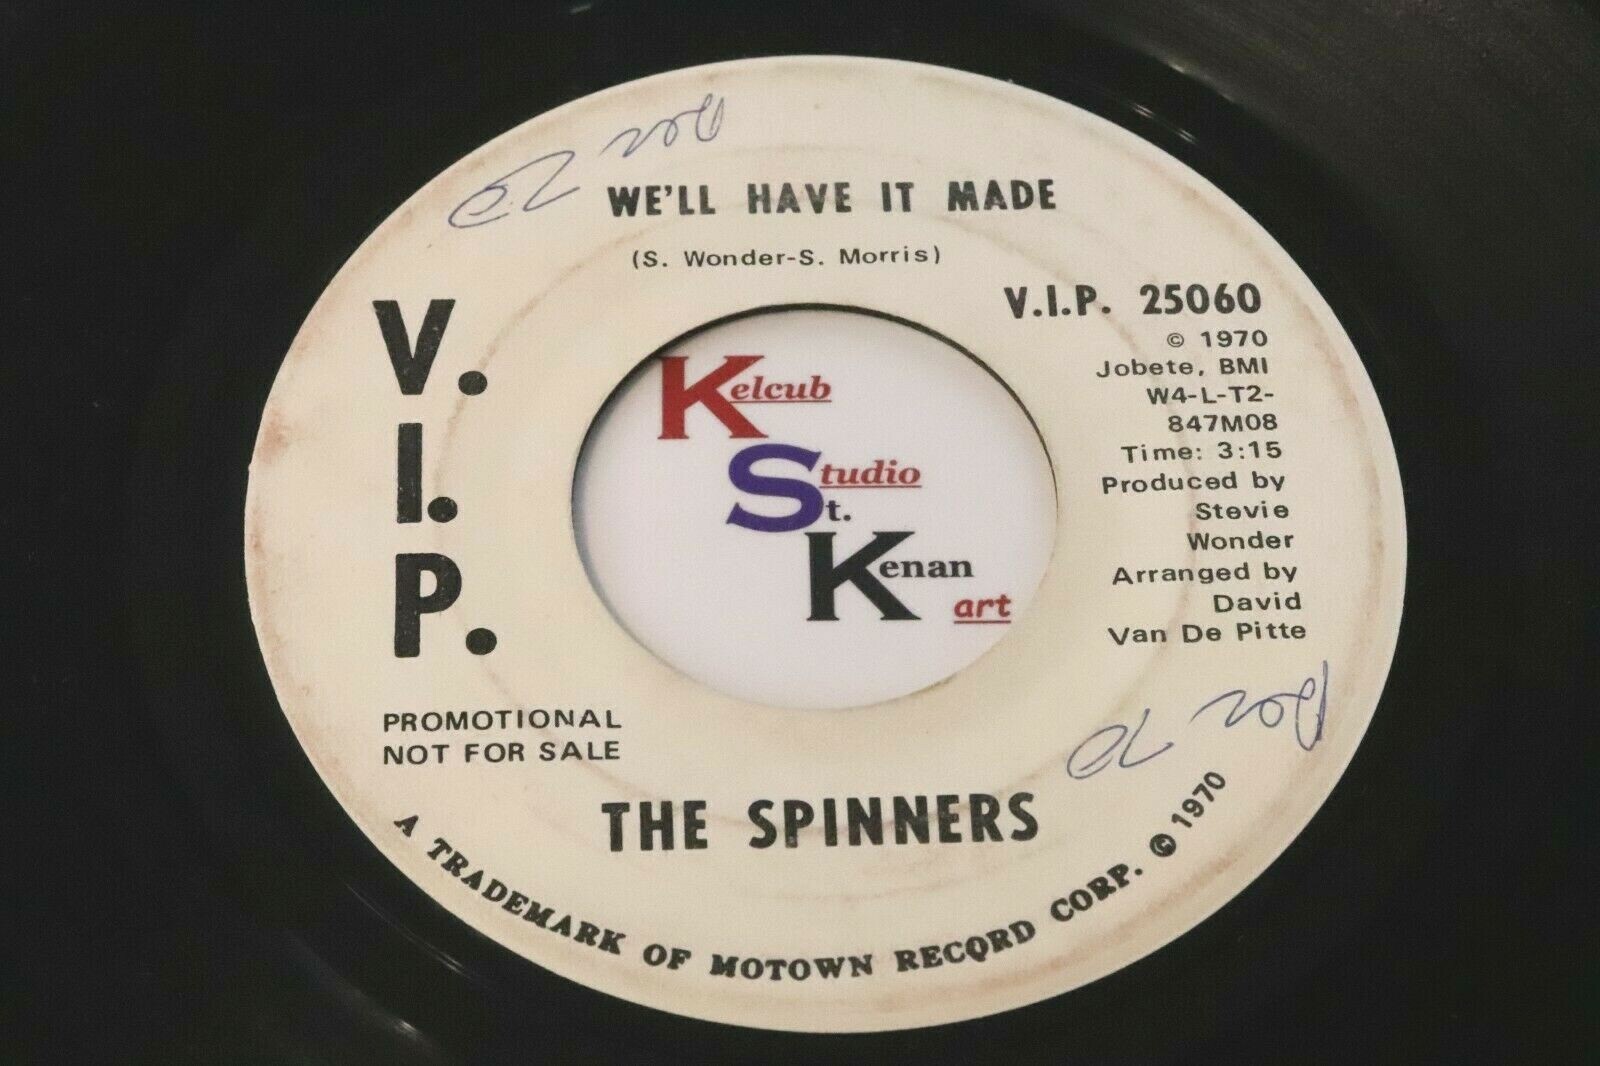 WE'LL HAVE IT MADE
(S. Wonder-S. Morris)
V.
I.
P.
V.I.P. 25060
© 1970
Jobete, BMI
W4-L-T2-
847M08
Time: 3:15
Produced by
Stevie
Wonder
Arranged by
David
Van De Pitte
Kelcub
Studio
St.
Kenan
art
PROMOTIONAL
NOT FOR SALE
THE SPINNERS
A TRADEMARK OF MOTOWN RECORD CORP. © 1970